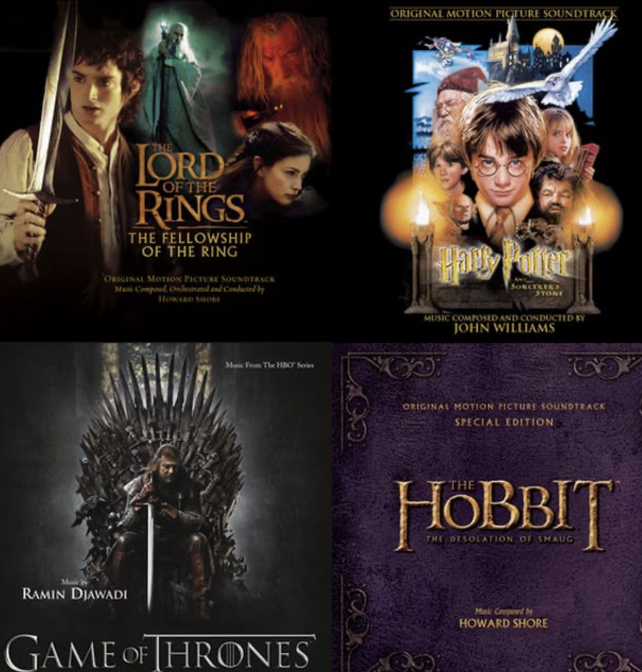 THE
LORD
OF THE
RINGS
THE FELLOWSHIP
OF THE RING
ORIGINAL MOTION PICTURE SOUNDTRACK
Music Composed, Orchestrated and Conducted by
HOWARD SHORE
ORIGINAL MOTION PICTURE SOUNDTRACK
Harry Potter
AND THE
SORCERER'S
STONE
MUSIC COMPOSED AND CONDUCTED BY
JOHN WILLIAMS
Music From The HBO® Series
Music by
RAMIN DJAWADI
GAME OF THRONES
ORIGINAL MOTION PICTURE SOUNDTRACK
SPECIAL EDITION
THE
HOBBIT
THE DESOLATION OF SMAUG
Music Composed by
HOWARD SHORE